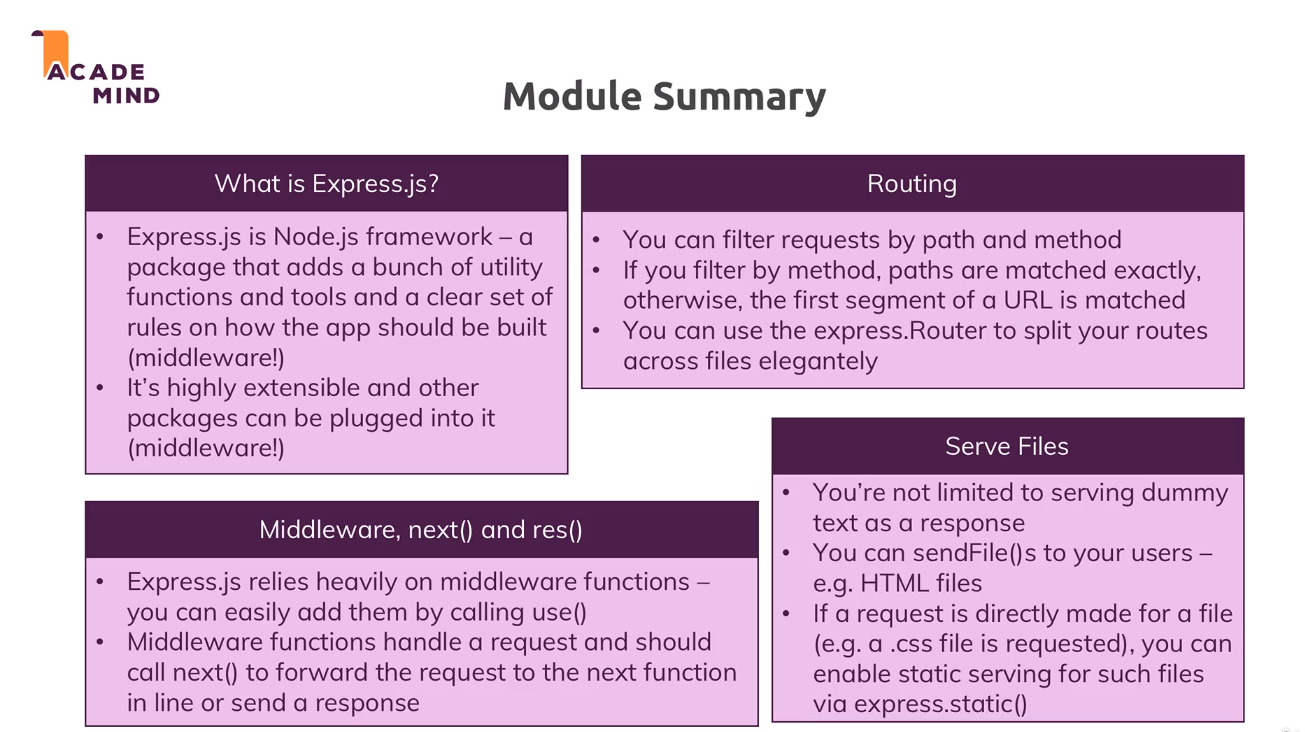 ACADE
MIND
Module Summary
What is Express.js?
• Express.js is Node.js framework – a
package that adds a bunch of utility
functions and tools and a clear set of
rules on how the app should be built
(middleware!)
• It’s highly extensible and other
packages can be plugged into it
(middleware!)
Routing
• You can filter requests by path and method
• If you filter by method, paths are matched exactly,
otherwise, the first segment of a URL is matched
• You can use the express.Router to split your routes
across files elegantely
Middleware, next() and res()
• Express.js relies heavily on middleware functions –
you can easily add them by calling use()
• Middleware functions handle a request and should
call next() to forward the request to the next function
in line or send a response
Serve Files
• You’re not limited to serving dummy
text as a response
• You can sendFile()s to your users –
e.g. HTML files
• If a request is directly made for a file
(e.g. a .css file is requested), you can
enable static serving for such files
via express.static()